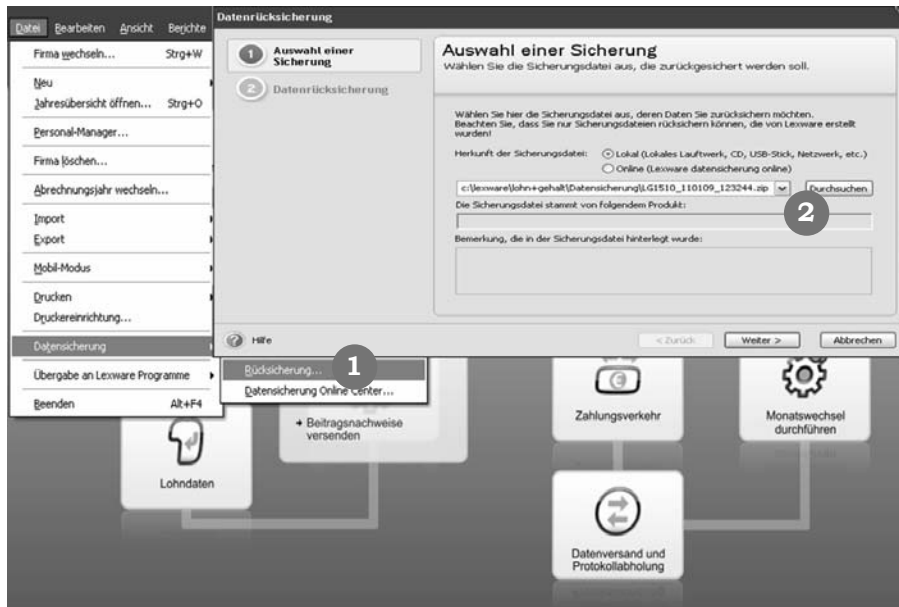 Datei Bearbeiten Ansicht Berichte
Firma wechseln... Strg+W
Neu
Jahresübersicht öffnen... Strg+O
Personal-Manager...
Firma löschen...
Abrechnungsjahr wechseln...
Import
Export
Mobil-Modus
Drucken
Druckereinrichtung...
Datensicherung
Übergabe an Lexware Programme
Beenden Alt+F4
Rücksicherung...
1
Datensicherung Online Center...
Datenrücksicherung
1 Auswahl einer
Sicherung
2 Datenrücksicherung
Auswahl einer Sicherung
Wählen Sie die Sicherungsdatei aus, die zurückgesichert werden soll.
Wählen Sie hier die Sicherungsdatei aus, deren Daten Sie zurücksichern möchten.
Beachten Sie, dass Sie nur Sicherungsdateien rücksichern können, die von Lexware erstellt
wurden!
Herkunft der Sicherungsdatei: Lokal (Lokales Lauftwerk, CD, USB-Stick, Netzwerk, etc.)
Online (Lexware datensicherung online)
c:\lexware\lohn+gehalt\Datensicherung\LG1510_110109_123244.zip Durchsuchen
2
Die Sicherungsdatei stammt von folgendem Produkt:
Bemerkung, die in der Sicherungsdatei hinterlegt wurde:
Hilfe < Zurück Weiter > Abbrechen
Lohndaten
Beitragsnachweise
versenden
Zahlungsverkehr
Monatswechsel
durchführen
Datenversand und
Protokollabholung